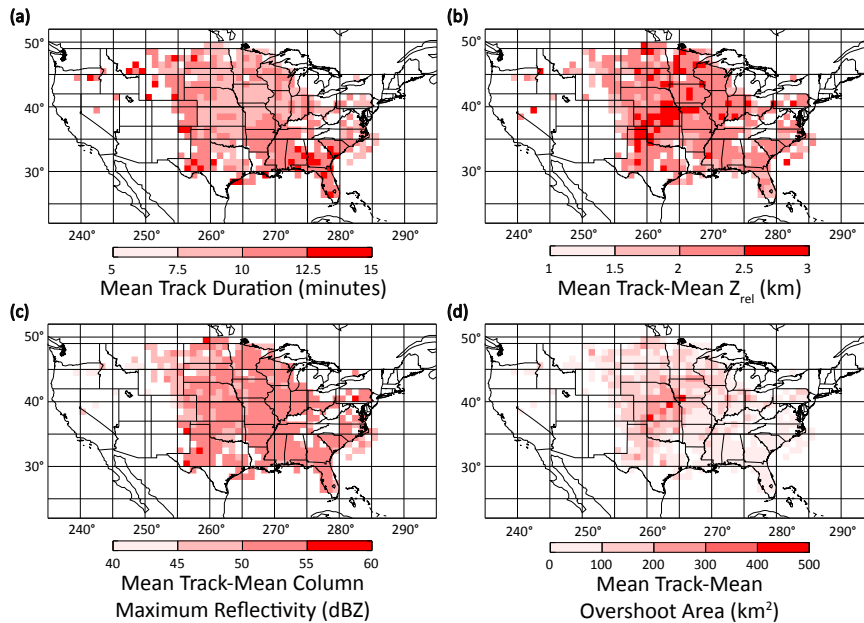 (a)
50°
40°
30°
240° 250° 260° 270° 280° 290°
5 7.5 10 12.5 15
Mean Track Duration (minutes)
(b)
50°
40°
30°
240° 250° 260° 270° 280° 290°
1 1.5 2 2.5 3
Mean Track-Mean Zrel (km)
(c)
50°
40°
30°
240° 250° 260° 270° 280° 290°
40 45 50 55 60
Mean Track-Mean Column
Maximum Reflectivity (dBZ)
(d)
50°
40°
30°
240° 250° 260° 270° 280° 290°
0 100 200 300 400 500
Mean Track-Mean
Overshoot Area (km²)